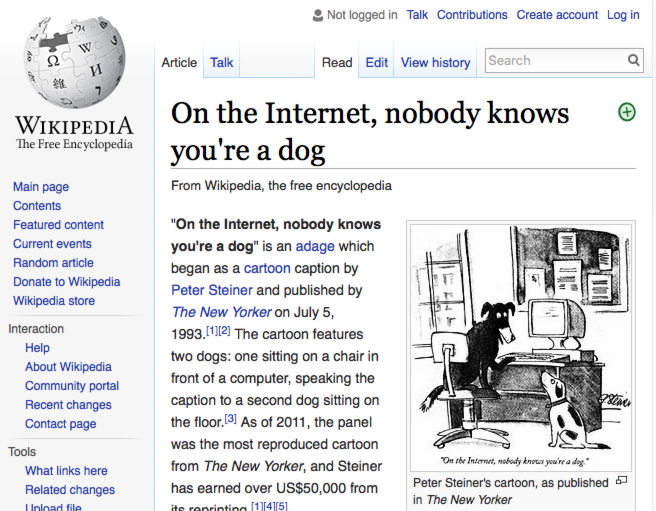 Not logged in Talk Contributions Create account Log in
Article Talk Read Edit View history Search
WIKIPEDIA
The Free Encyclopedia
Main page
Contents
Featured content
Current events
Random article
Donate to Wikipedia
Wikipedia store
Interaction
Help
About Wikipedia
Community portal
Recent changes
Contact page
Tools
What links here
Related changes
Upload file
On the Internet, nobody knows
you're a dog
From Wikipedia, the free encyclopedia
"On the Internet, nobody knows
you're a dog" is an adage which
began as a cartoon caption by
Peter Steiner and published by
The New Yorker on July 5,
1993.[1][2] The cartoon features
two dogs: one sitting on a chair in
front of a computer, speaking the
caption to a second dog sitting on
the floor.[3] As of 2011, the panel
was the most reproduced cartoon
from The New Yorker, and Steiner
has earned over US$50,000 from
its reprinting.[1][4][5]
"On the Internet, nobody knows you're a dog."
Peter Steiner's cartoon, as published
in The New Yorker